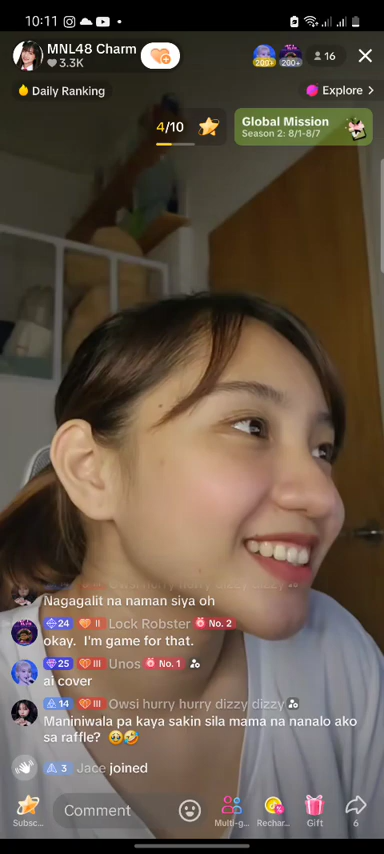 10:11
MNL48 Charm
3.3K
200+
200+
16
Daily Ranking
Explore >
4/10
Global Mission
Season 2: 8/1-8/7
Nagagalit na naman siya oh
24 II Lock Robster No. 2
okay. I'm game for that.
25 III Unos No. 1
ai cover
14 III Owsi hurry hurry dizzy dizzy
Maniniwala pa kaya sakin sila mama na nanalo ako
sa raffle? 🥹🤣
3 Jace joined
Comment
Subsc...
Multi-g...
Rechar...
Gift
6